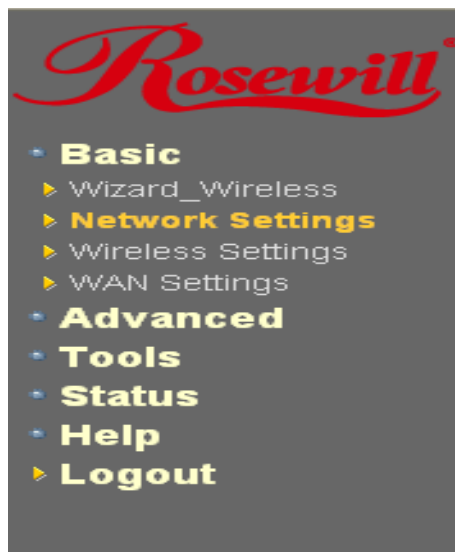 Rosewill®
Basic
Wizard_Wireless
Network Settings
Wireless Settings
WAN Settings
Advanced
Tools
Status
Help
Logout